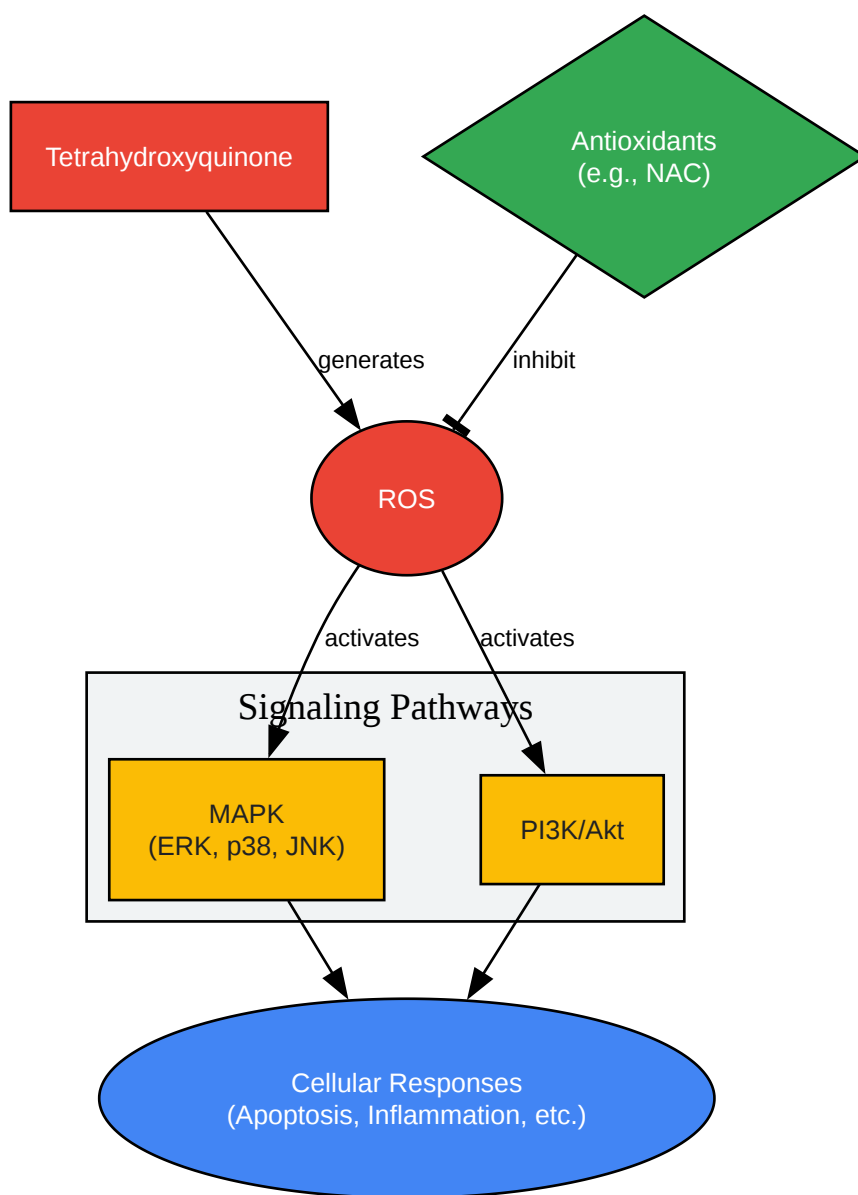 Tetrahydroxyquinone
Antioxidants
(e.g., NAC)
generates
inhibit
ROS
activates
activates
Signaling Pathways
MAPK
(ERK, p38, JNK)
PI3K/Akt
Cellular Responses
(Apoptosis, Inflammation, etc.)